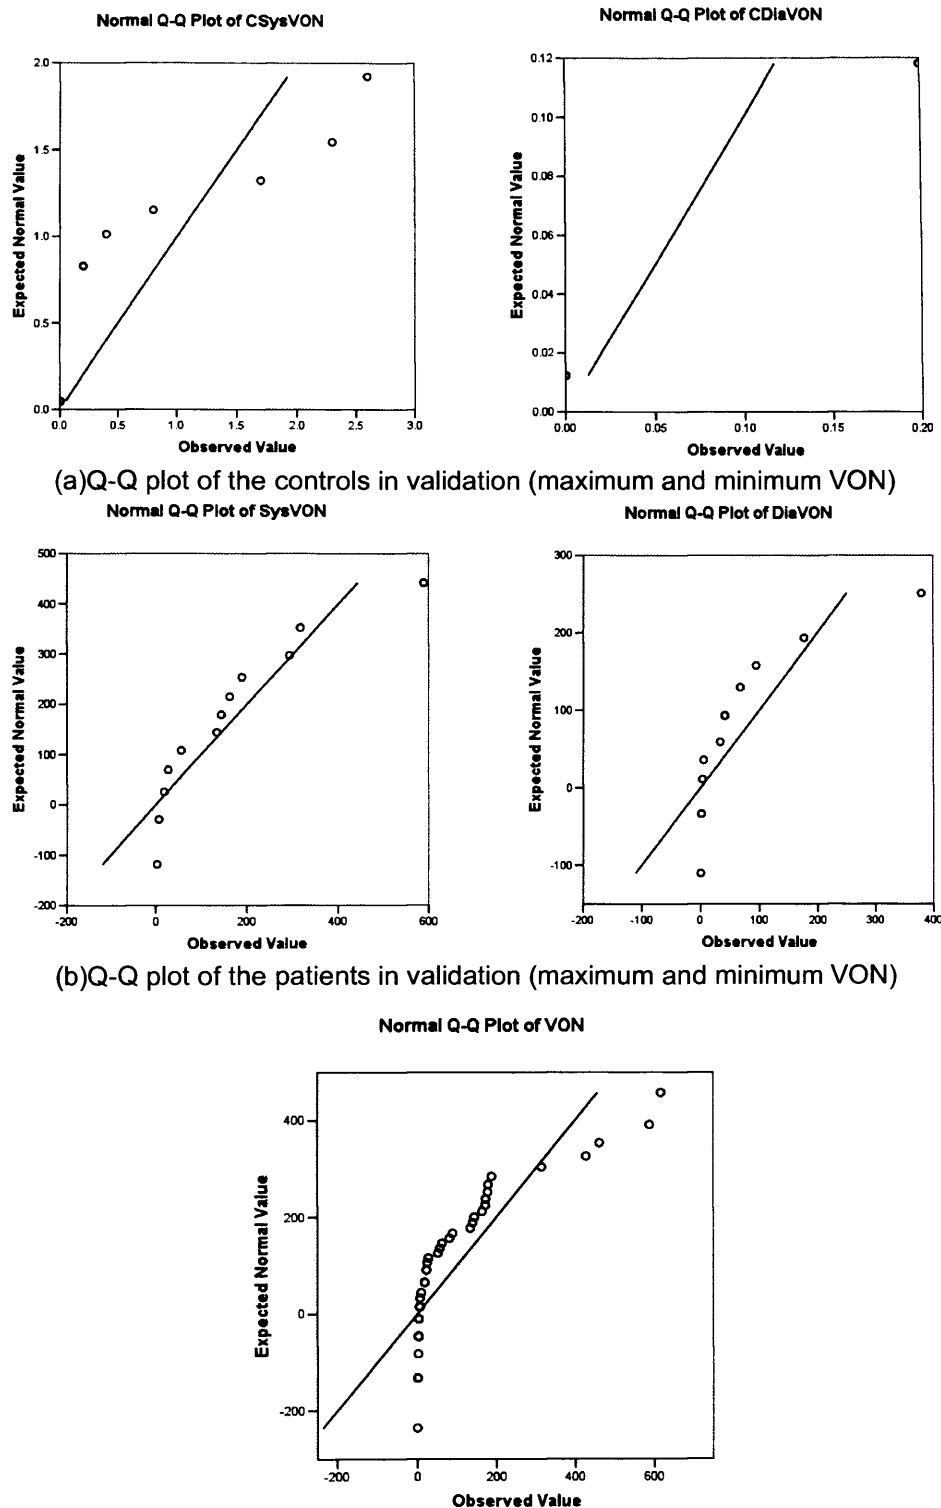 Normal Q-Q Plot of CSysVON
2.0
1.5
1.0
0.5
0.0
Expected Normal Value
0.0 0.5 1.0 1.5 2.0 2.5 3.0
Observed Value
Normal Q-Q Plot of CDiaVON
0.12
0.10
0.08
0.06
0.04
0.02
0.00
Expected Normal Value
0.00 0.05 0.10 0.15 0.20
Observed Value
(a)Q-Q plot of the controls in validation (maximum and minimum VON)
Normal Q-Q Plot of SysVON
500
400
300
200
100
0
-100
-200
Expected Normal Value
-200 0 200 400 600
Observed Value
Normal Q-Q Plot of DiaVON
300
200
100
0
-100
Expected Normal Value
-200 -100 0 100 200 300 400
Observed Value
(b)Q-Q plot of the patients in validation (maximum and minimum VON)
Normal Q-Q Plot of VON
400
200
0
-200
Expected Normal Value
-200 0 200 400 600
Observed Value